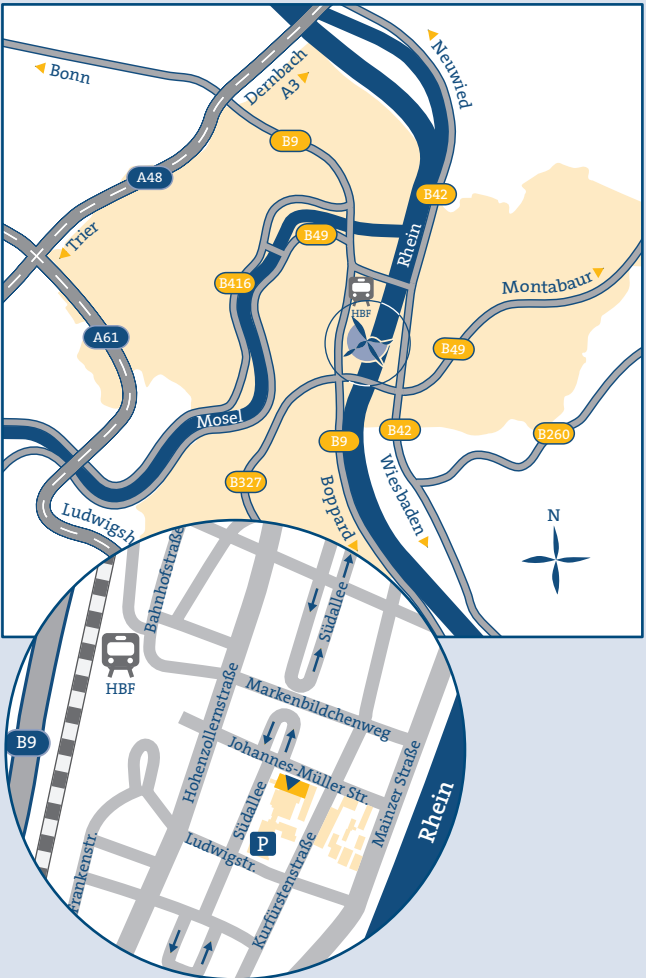 Neuwied
Bonn
Dernbach
A3
B9
A48
B42
Trier
B49
Rhein
B416
Montabaur
HBF
A61
B49
Mosel
B42
B9
B260
B327
Boppard
Wiesbaden
Ludwigsh
N
Bahnhofstraße
Südallee
HBF
Hohenzollernstraße
Markenbildchenweg
B9
Johannes-Müller Str.
Mainzer Straße
Südallee
Rhein
P
Ludwigstr.
Frankenstr.
Kurfürstenstraße